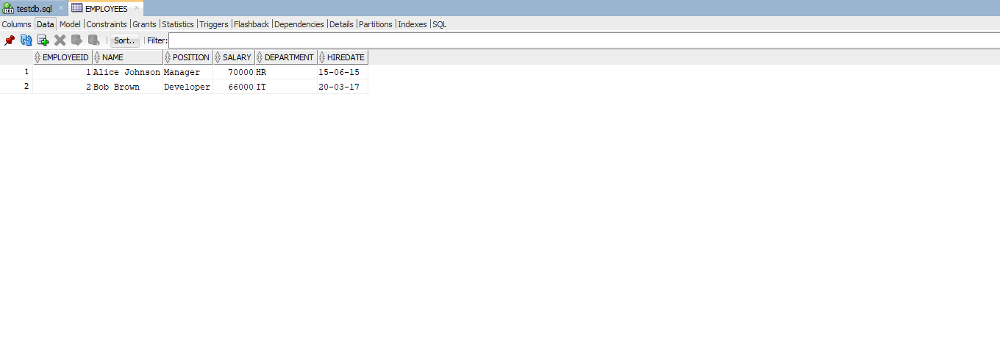 testdb.sql EMPLOYEES
Columns Data Model Constraints Grants Statistics Triggers Flashback Dependencies Details Partitions Indexes SQL
Sort.. Filter:
EMPLOYEEID NAME POSITION SALARY DEPARTMENT HIREDATE
1 1 Alice Johnson Manager 70000 HR 15-06-15
2 2 Bob Brown Developer 66000 IT 20-03-17